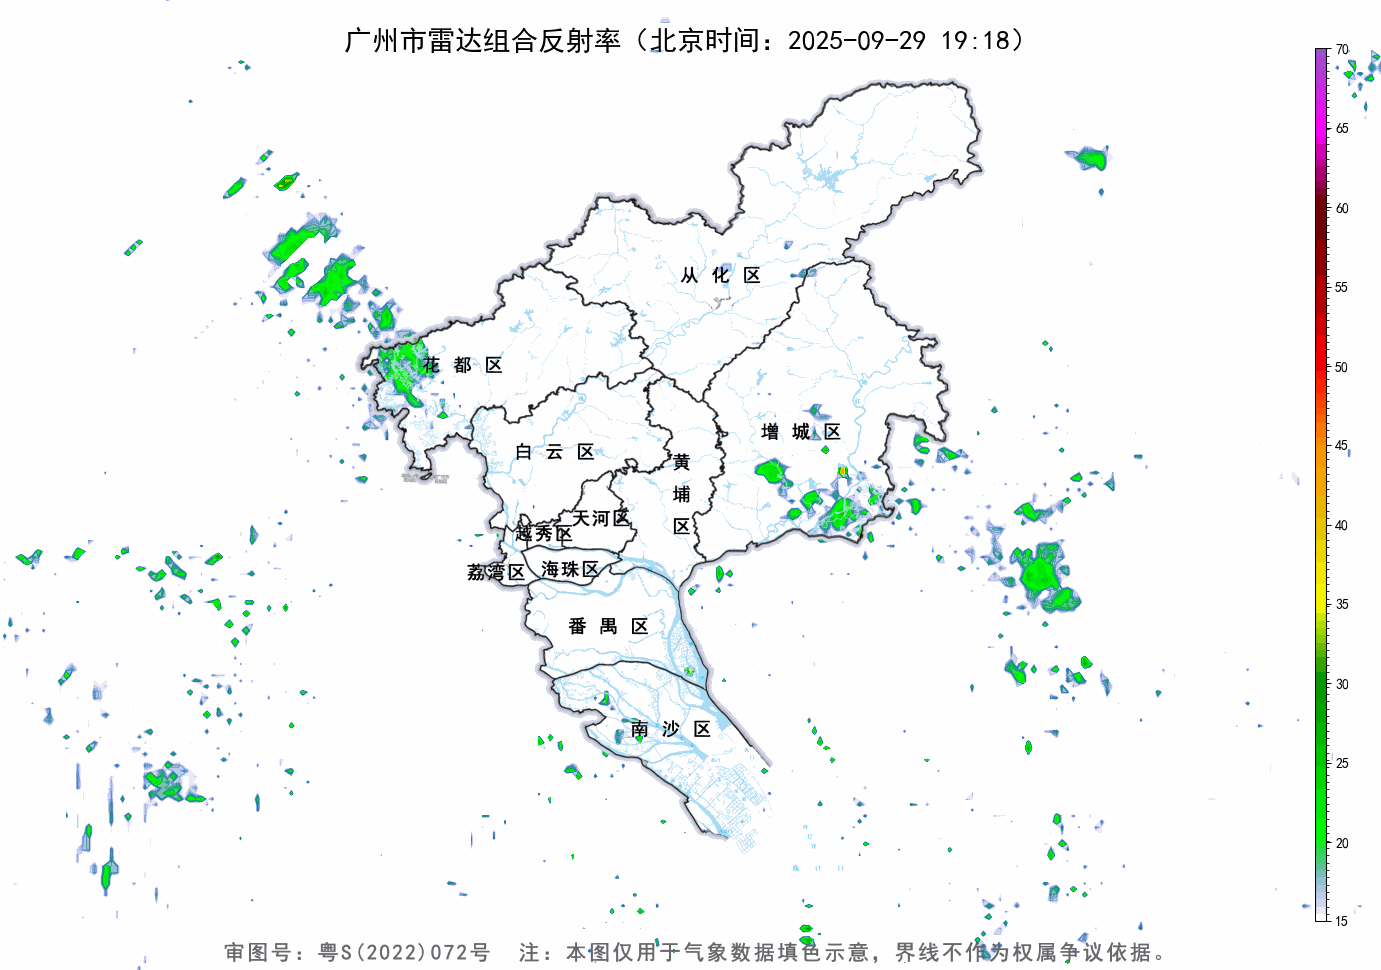 广州市雷达组合反射率（北京时间：2025-09-29 19:18）
70
65
60
55
50
45
40
35
30
25
20
15
从化区
花都区
增城区
白云区
黄埔区
天河区
越秀区
海珠区
荔湾区
番禺区
南沙区
审图号：粤S(2022)072号 注：本图仅用于气象数据填色示意，界线不作为权属争议依据。